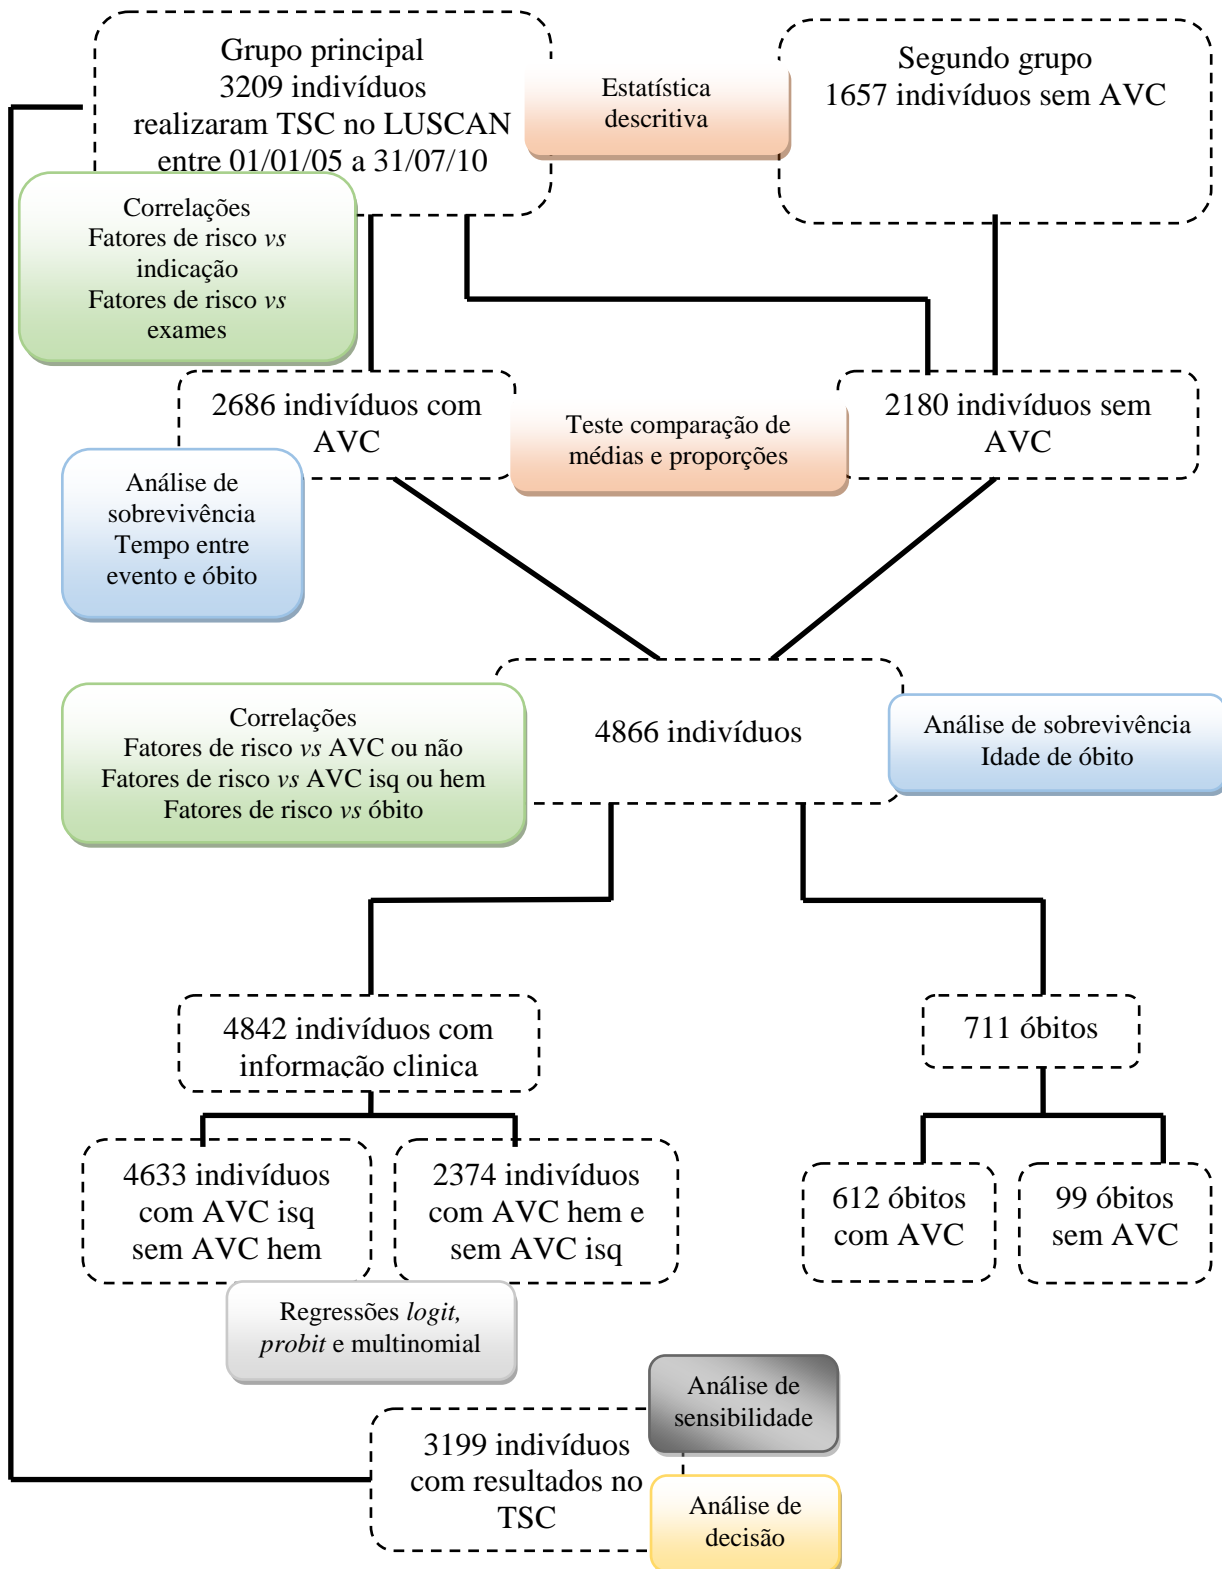 Grupo principal
3209 indivíduos
realizaram TSC no LUSCAN
entre 01/01/05 a 31/07/10
Estatística
descritiva
Segundo grupo
1657 indivíduos sem AVC
Correlações
Fatores de risco vs
indicação
Fatores de risco vs
exames
2686 indivíduos com
AVC
Teste comparação de
médias e proporções
2180 indivíduos sem
AVC
Análise de
sobrevivência
Tempo entre
evento e óbito
Correlações
Fatores de risco vs AVC ou não
Fatores de risco vs AVC isq ou hem
Fatores de risco vs óbito
4866 indivíduos
Análise de sobrevivência
Idade de óbito
4842 indivíduos com
informação clinica
711 óbitos
4633 indivíduos
com AVC isq
sem AVC hem
2374 indivíduos
com AVC hem e
sem AVC isq
612 óbitos
com AVC
99 óbitos
sem AVC
Regressões logit,
probit e multinomial
Análise de
sensibilidade
3199 indivíduos
com resultados no
TSC
Análise de
decisão